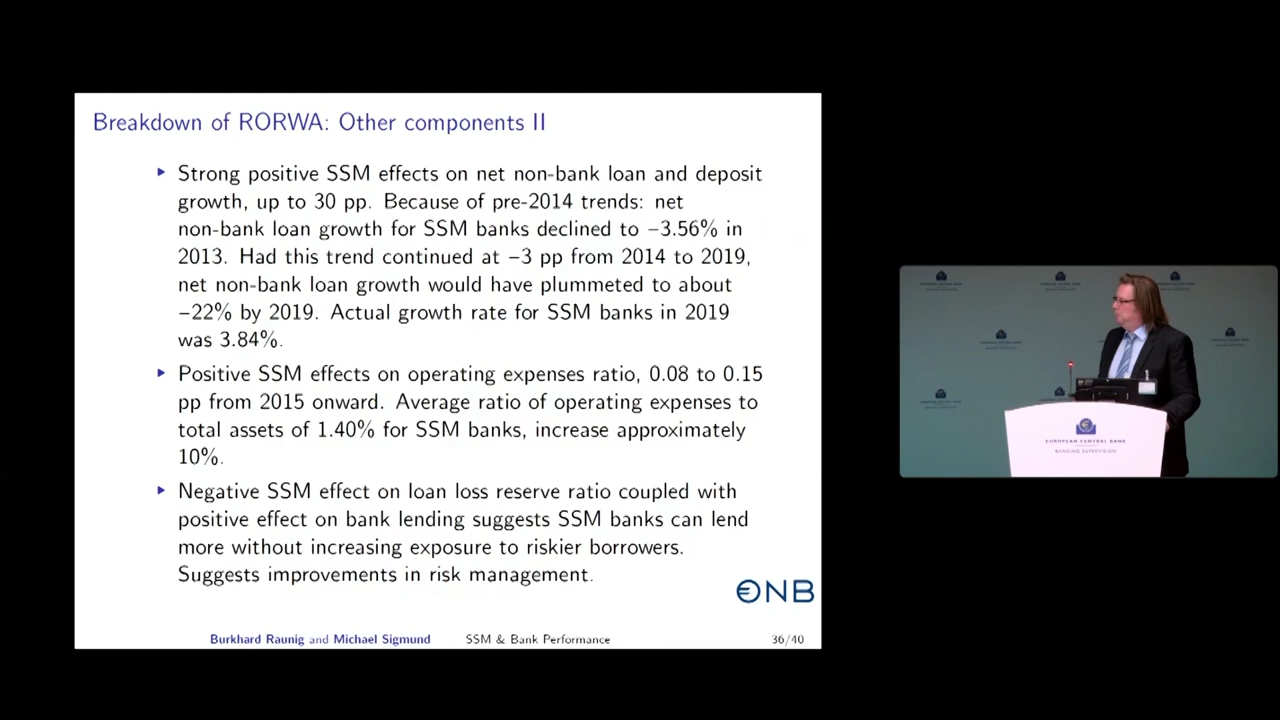 Breakdown of RORWA: Other components II
Strong positive SSM effects on net non-bank loan and deposit
growth, up to 30 pp. Because of pre-2014 trends: net
non-bank loan growth for SSM banks declined to −3.56% in
2013. Had this trend continued at −3 pp from 2014 to 2019,
net non-bank loan growth would have plummeted to about
−22% by 2019. Actual growth rate for SSM banks in 2019
was 3.84%.
Positive SSM effects on operating expenses ratio, 0.08 to 0.15
pp from 2015 onward. Average ratio of operating expenses to
total assets of 1.40% for SSM banks, increase approximately
10%.
Negative SSM effect on loan loss reserve ratio coupled with
positive effect on bank lending suggests SSM banks can lend
more without increasing exposure to riskier borrowers.
Suggests improvements in risk management.
ONB
Burkhard Raunig and Michael Sigmund SSM & Bank Performance 36/40
EUROPEAN CENTRAL BANK
BANKING SUPERVISION